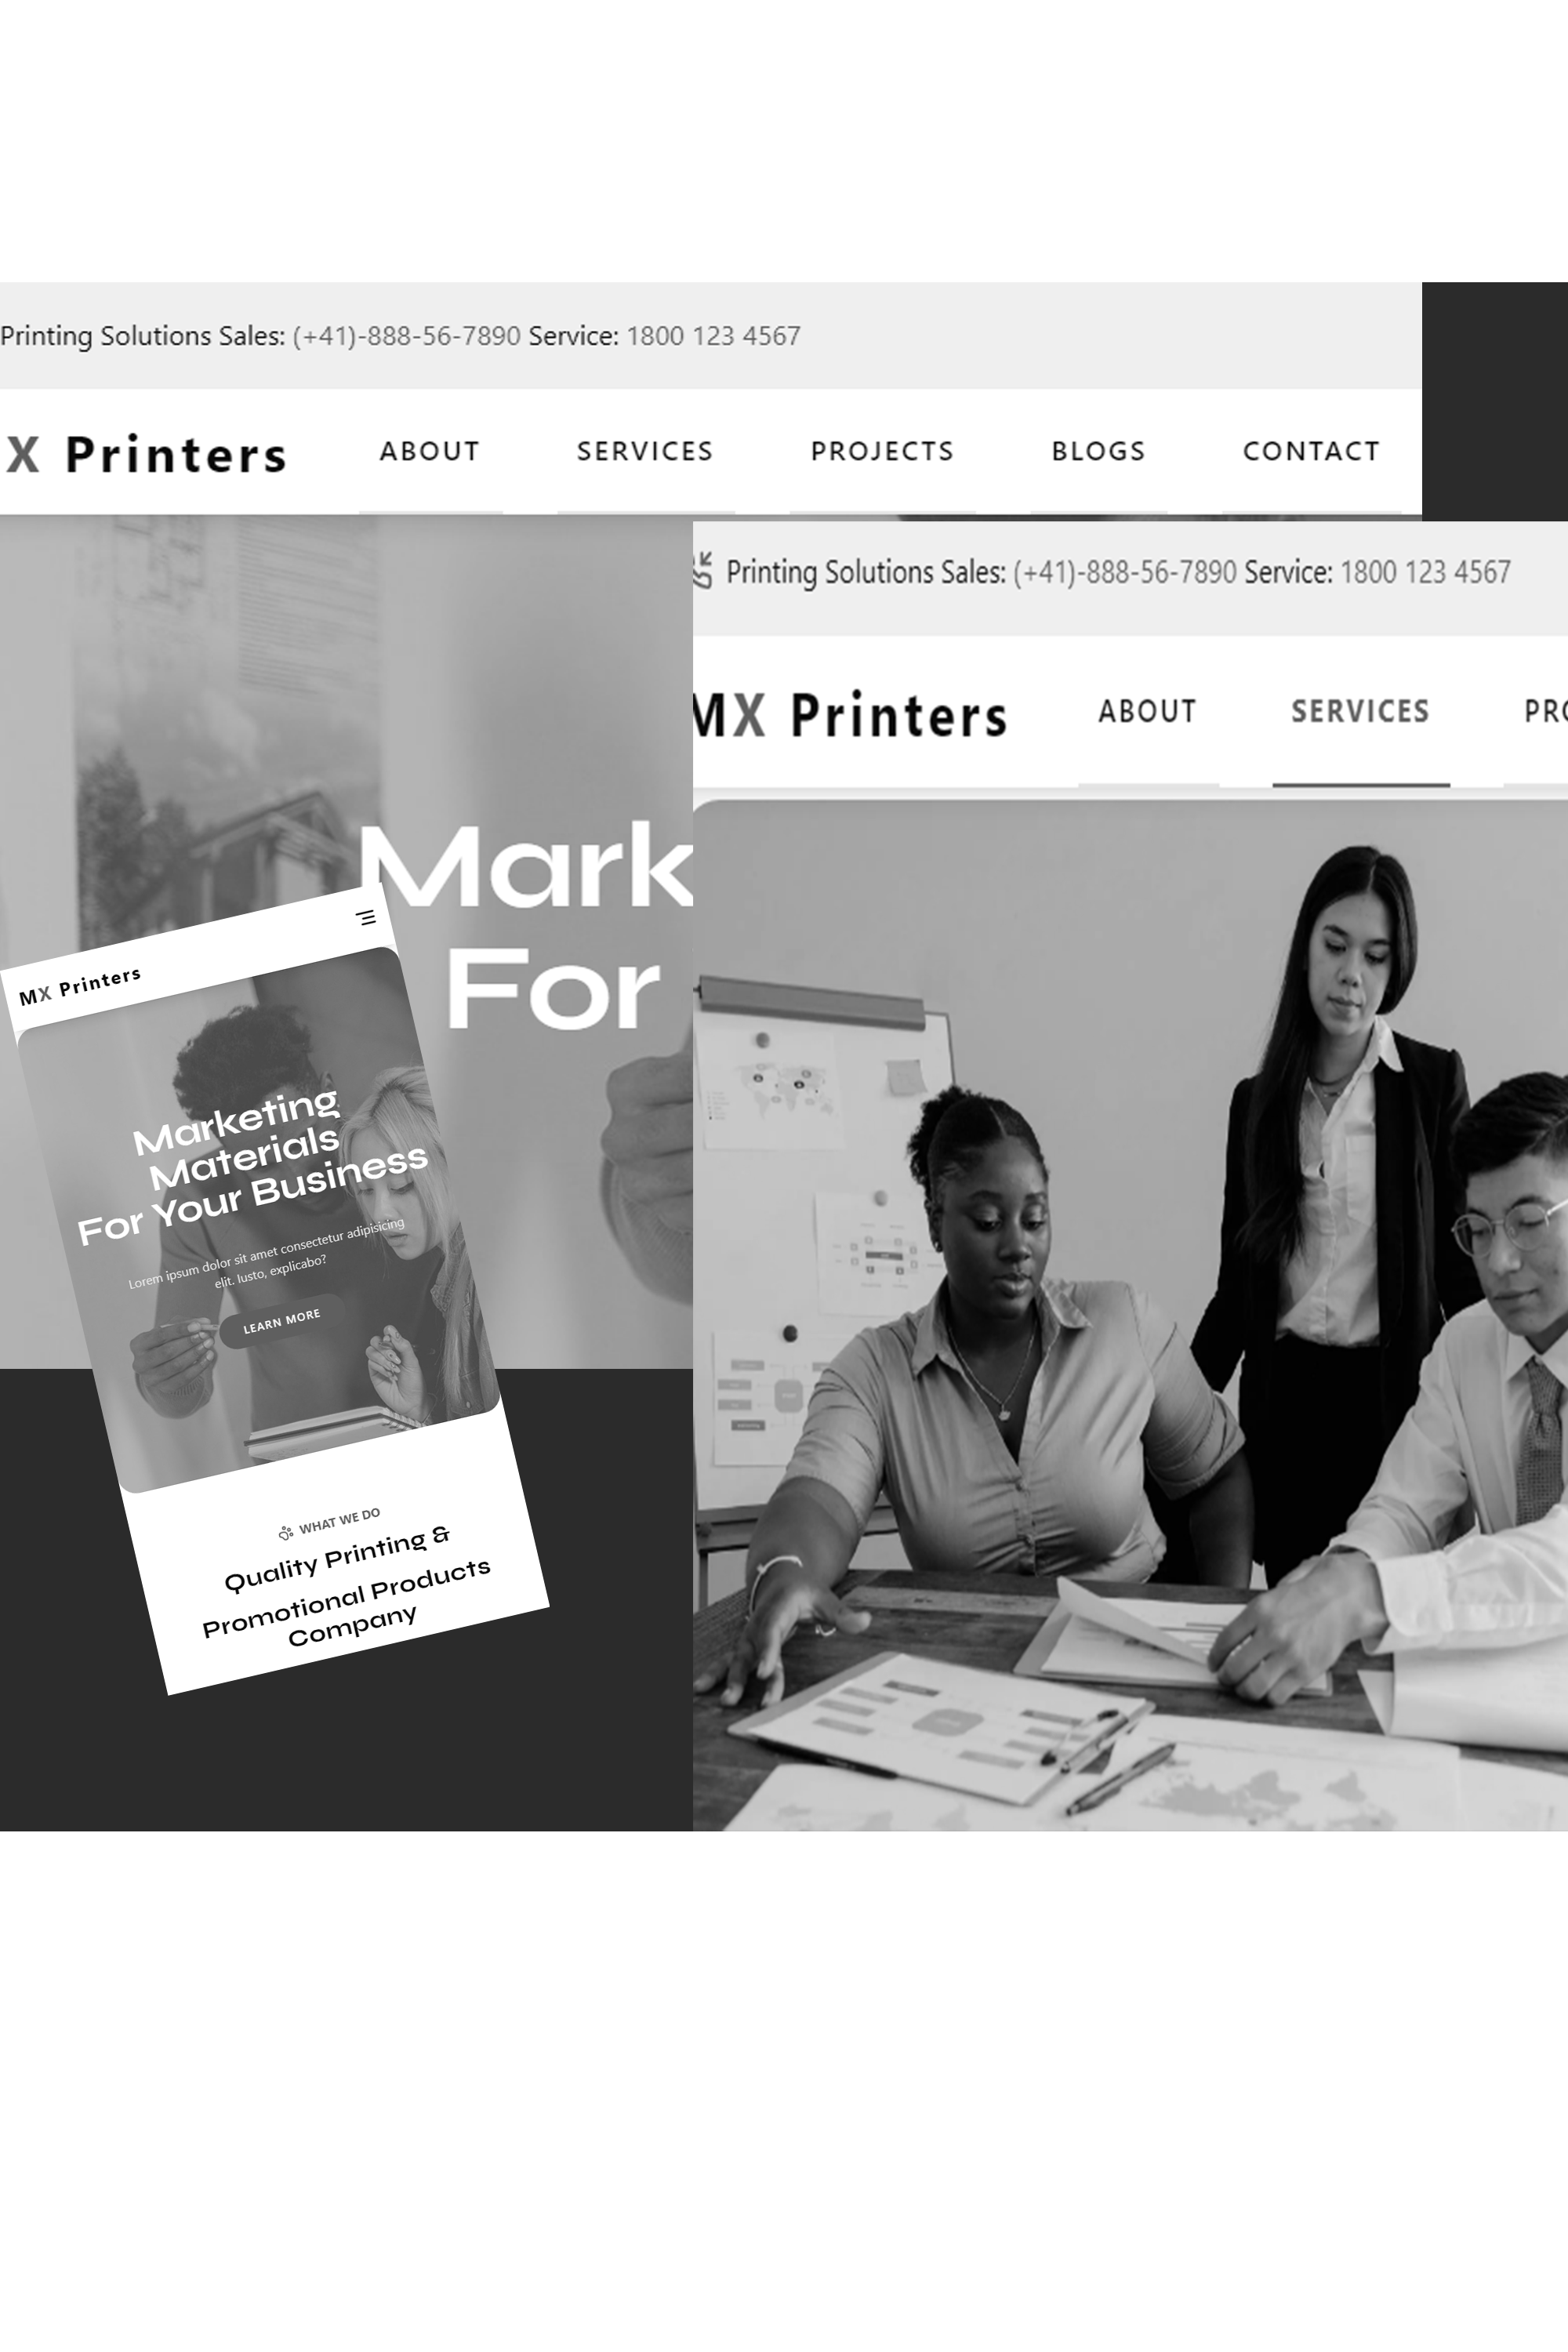 Printing Solutions Sales: (+41)-888-56-7890 Service: 1800 123 4567
X Printers
ABOUT
SERVICES
PROJECTS
BLOGS
CONTACT
Mark
For
Printing Solutions Sales: (+41)-888-56-7890 Service: 1800 123 4567
MX Printers
ABOUT
SERVICES
PRO
MX Printers
Marketing
Materials
For Your Business
Lorem ipsum dolor sit amet consectetur adipisicing
elit. Iusto, explicabo?
LEARN MORE
WHAT WE DO
Quality Printing &
Promotional Products
Company